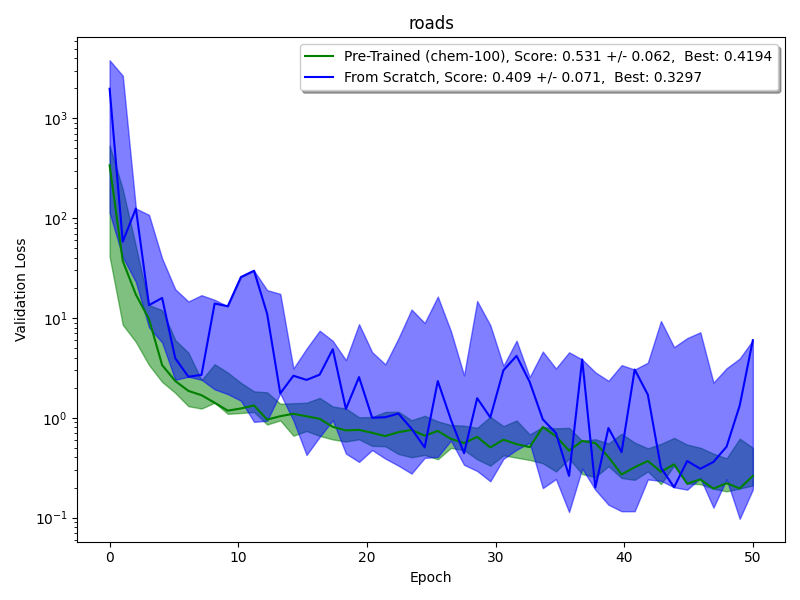 roads
Pre-Trained (chem-100), Score: 0.531 +/- 0.062,  Best: 0.4194
From Scratch, Score: 0.409 +/- 0.071,  Best: 0.3297
Validation Loss
10³
10²
10¹
10⁰
10⁻¹
0 10 20 30 40 50
Epoch